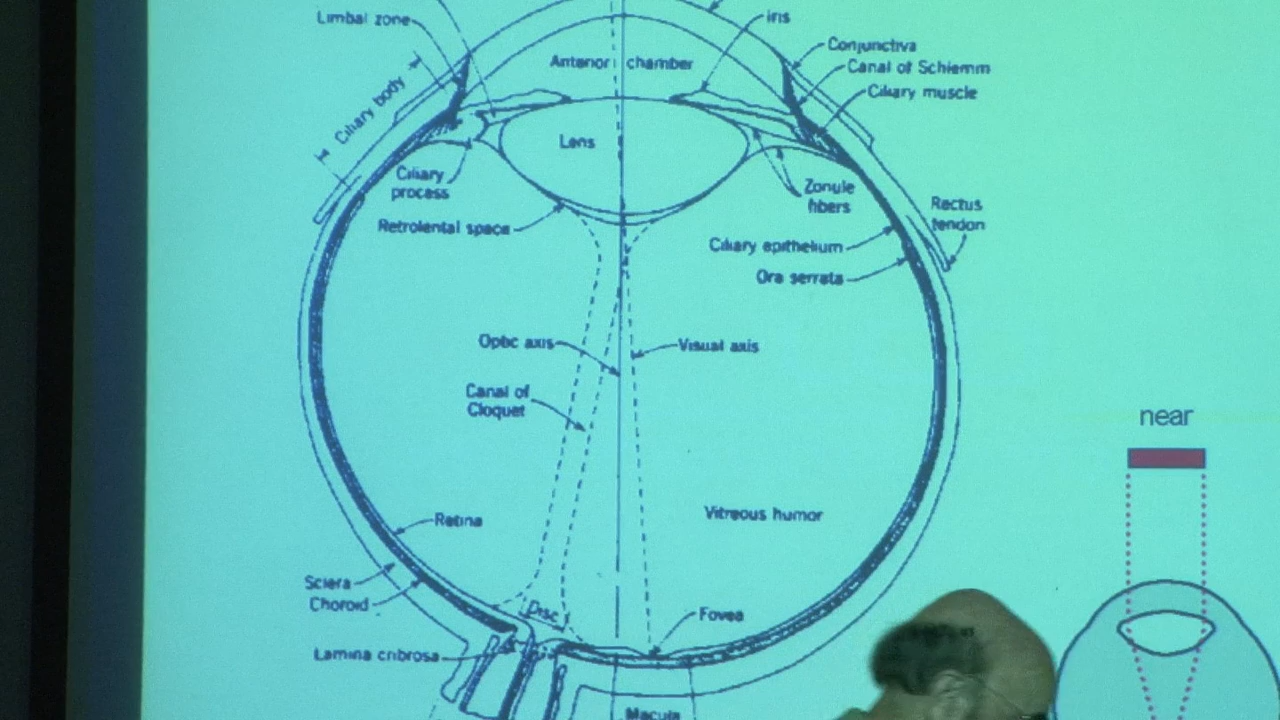 Limbal zone
iris
Conjunctiva
Anterior chamber
Canal of Schlemm
Ciliary muscle
Ciliary body
Lens
Ciliary
process
Zonule
fibers
Rectus
tendon
Retrolental space
Ciliary epithelium
Ora serrata
Optic axis
Visual axis
Canal of
Cloquet
near
Vitreous humor
Retina
Sclera
Choroid
Disc
Fovea
Lamina cribrosa
Macula